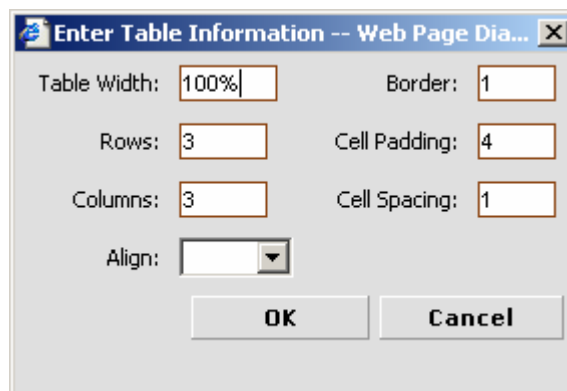 Enter Table Information -- Web Page Dia...
Table Width: 100% Border: 1
Rows: 3 Cell Padding: 4
Columns: 3 Cell Spacing: 1
Align:
OK Cancel